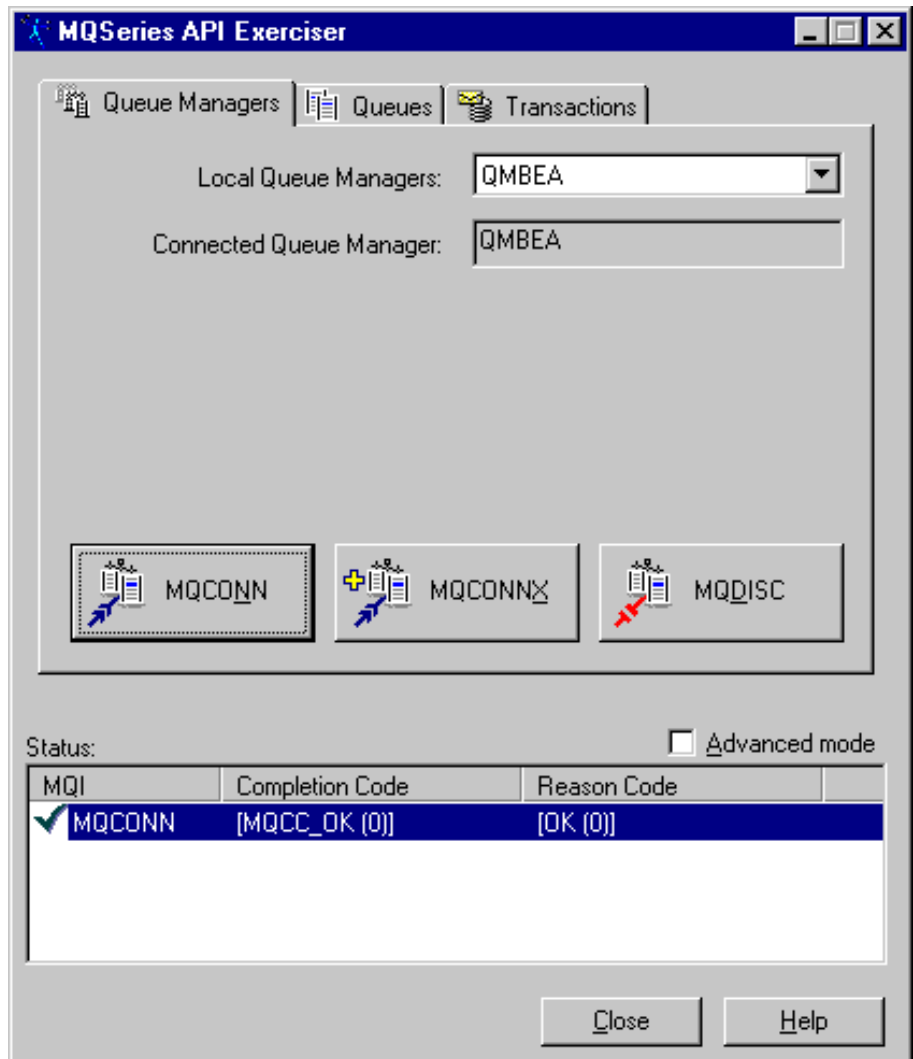 MQSeries API Exerciser
Queue Managers Queues Transactions
Local Queue Managers: QMBEA
Connected Queue Manager: QMBEA
MQCONN MQCONNX MQDISC
Status: Advanced mode
MQI Completion Code Reason Code
MQCONN [MQCC_OK (0)] [OK (0)]
Close Help